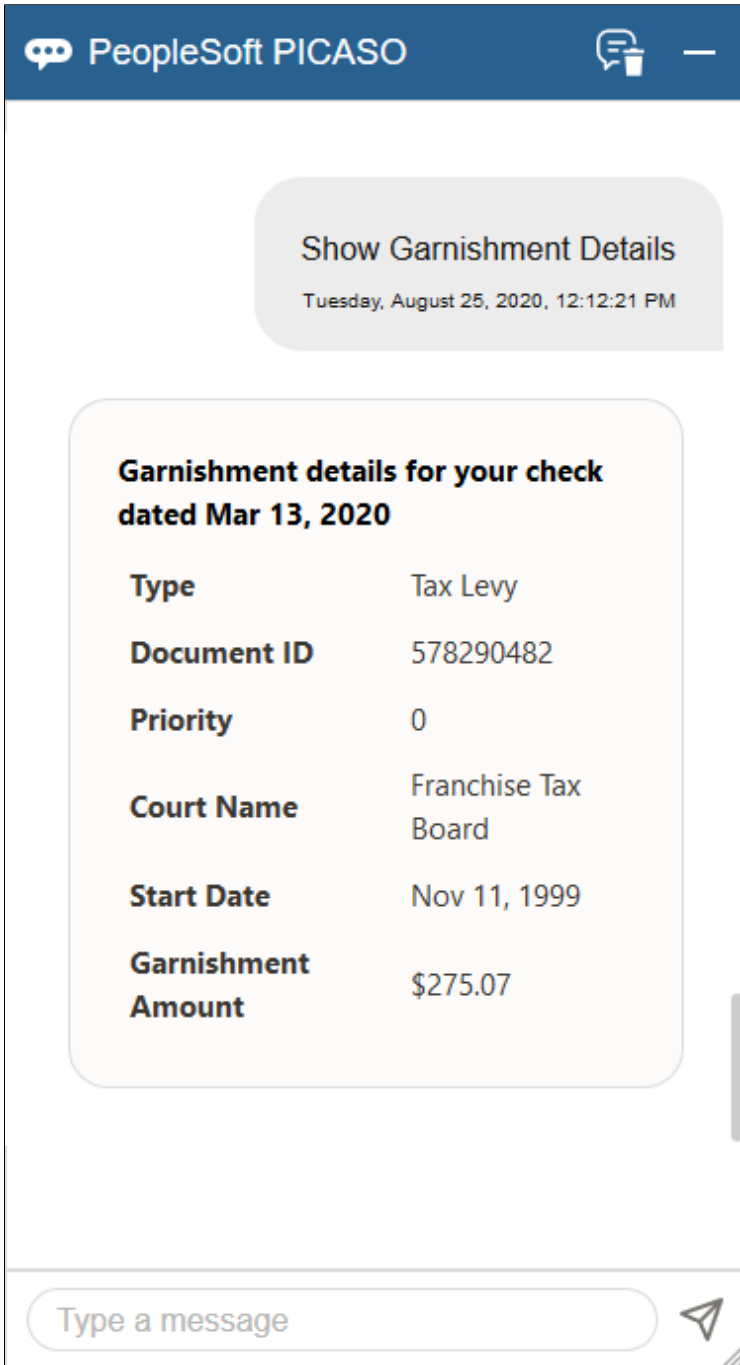 PeopleSoft PICASO
Show Garnishment Details
Tuesday, August 25, 2020, 12:12:21 PM
Garnishment details for your check
dated Mar 13, 2020
Type Tax Levy
Document ID 578290482
Priority 0
Court Name Franchise Tax
Board
Start Date Nov 11, 1999
Garnishment
Amount $275.07
Type a message